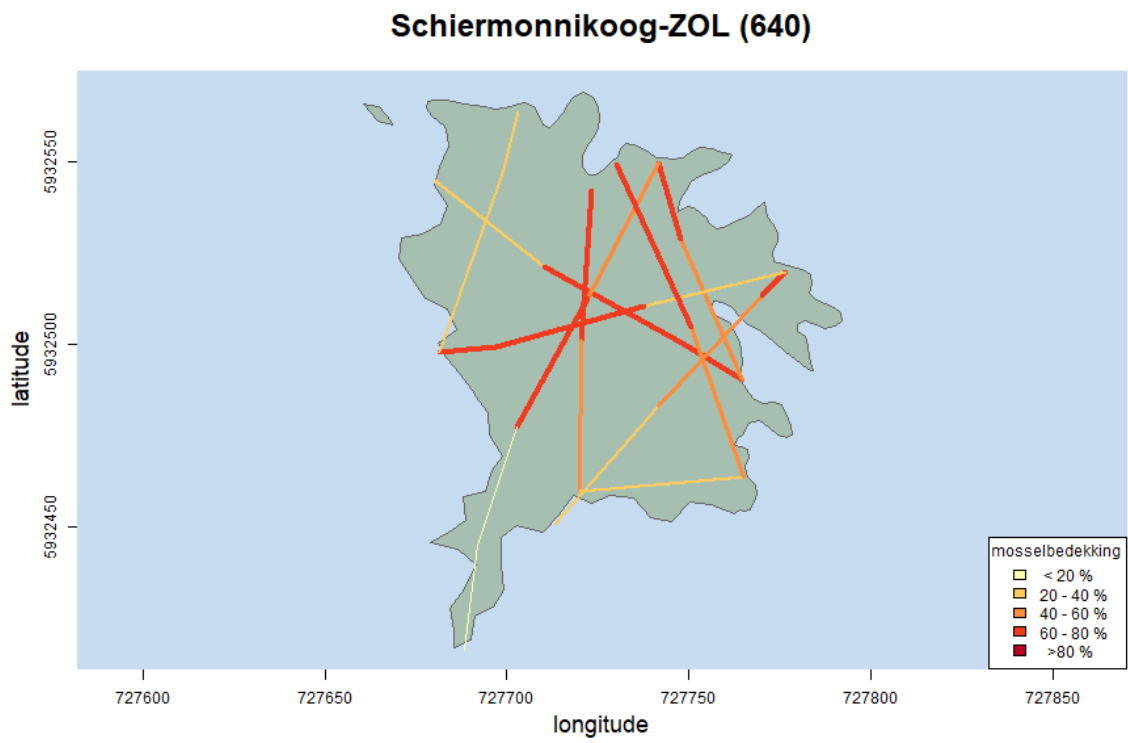 Schiermonnikoog-ZOL (640)
5932550
5932500
5932450
latitude
mosselbedekking
< 20 %
20 - 40 %
40 - 60 %
60 - 80 %
>80 %
727600 727650 727700 727750 727800 727850
longitude